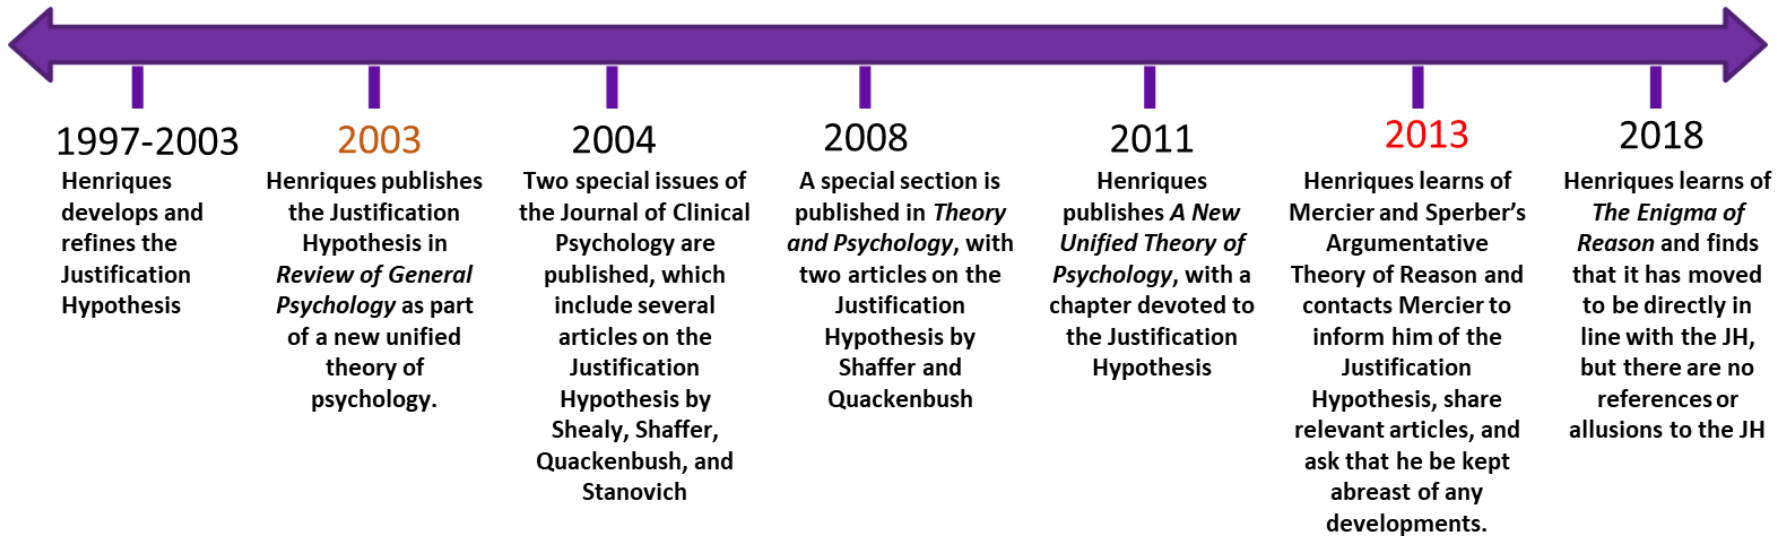 1997-2003
Henriques
develops and
refines the
Justification
Hypothesis
2003
Henriques publishes
the Justification
Hypothesis in
Review of General
Psychology as part
of a new unified
theory of
psychology.
2004
Two special issues of
the Journal of Clinical
Psychology are
published, which
include several
articles on the
Justification
Hypothesis by
Shealy, Shaffer,
Quackenbush, and
Stanovich
2008
A special section is
published in Theory
and Psychology, with
two articles on the
Justification
Hypothesis by
Shaffer and
Quackenbush
2011
Henriques
publishes A New
Unified Theory of
Psychology, with a
chapter devoted to
the Justification
Hypothesis
2013
Henriques learns of
Mercier and Sperber’s
Argumentative
Theory of Reason and
contacts Mercier to
inform him of the
Justification
Hypothesis, share
relevant articles, and
ask that he be kept
abreast of any
developments.
2018
Henriques learns of
The Enigma of
Reason and finds
that it has moved
to be directly in
line with the JH,
but there are no
references or
allusions to the JH